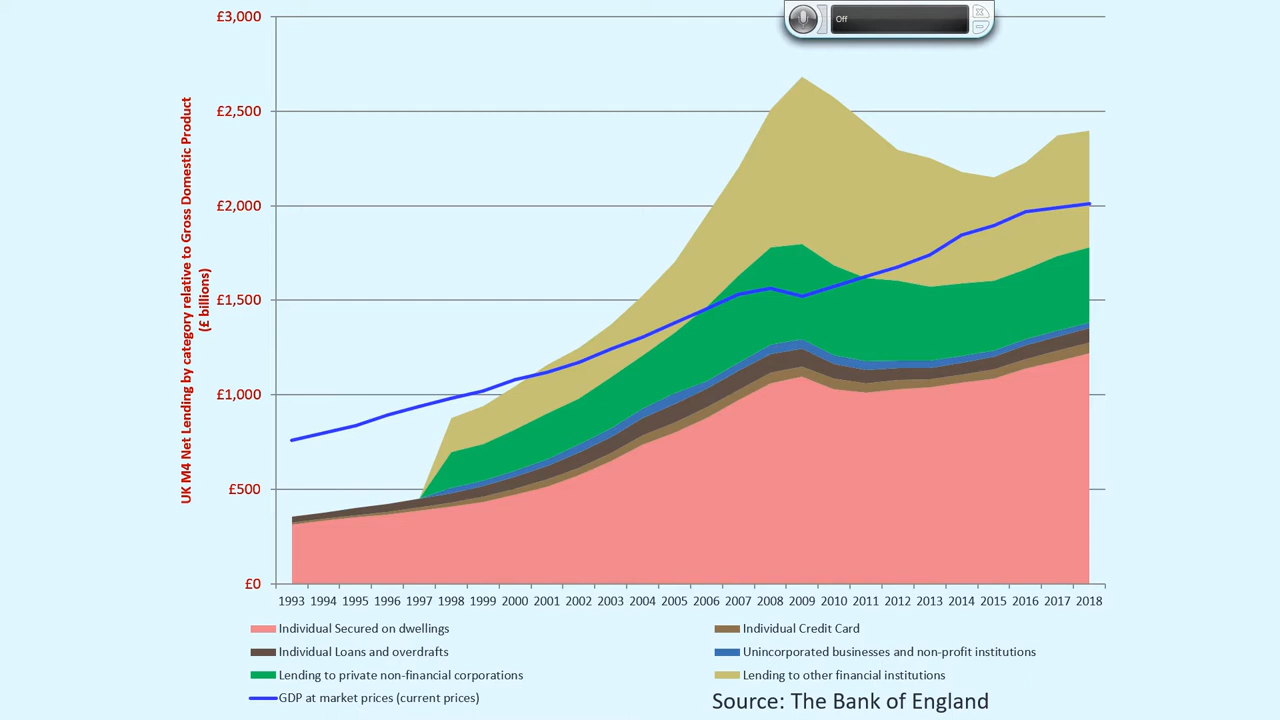 £3,000
Off
£2,500
£2,000
£1,500
£1,000
£500
£0
UK M4 Net Lending by category relative to Gross Domestic Product
(£ billions)
1993 1994 1995 1996 1997 1998 1999 2000 2001 2002 2003 2004 2005 2006 2007 2008 2009 2010 2011 2012 2013 2014 2015 2016 2017 2018
Individual Secured on dwellings
Individual Credit Card
Individual Loans and overdrafts
Unincorporated businesses and non-profit institutions
Lending to private non-financial corporations
Lending to other financial institutions
GDP at market prices (current prices)
Source: The Bank of England